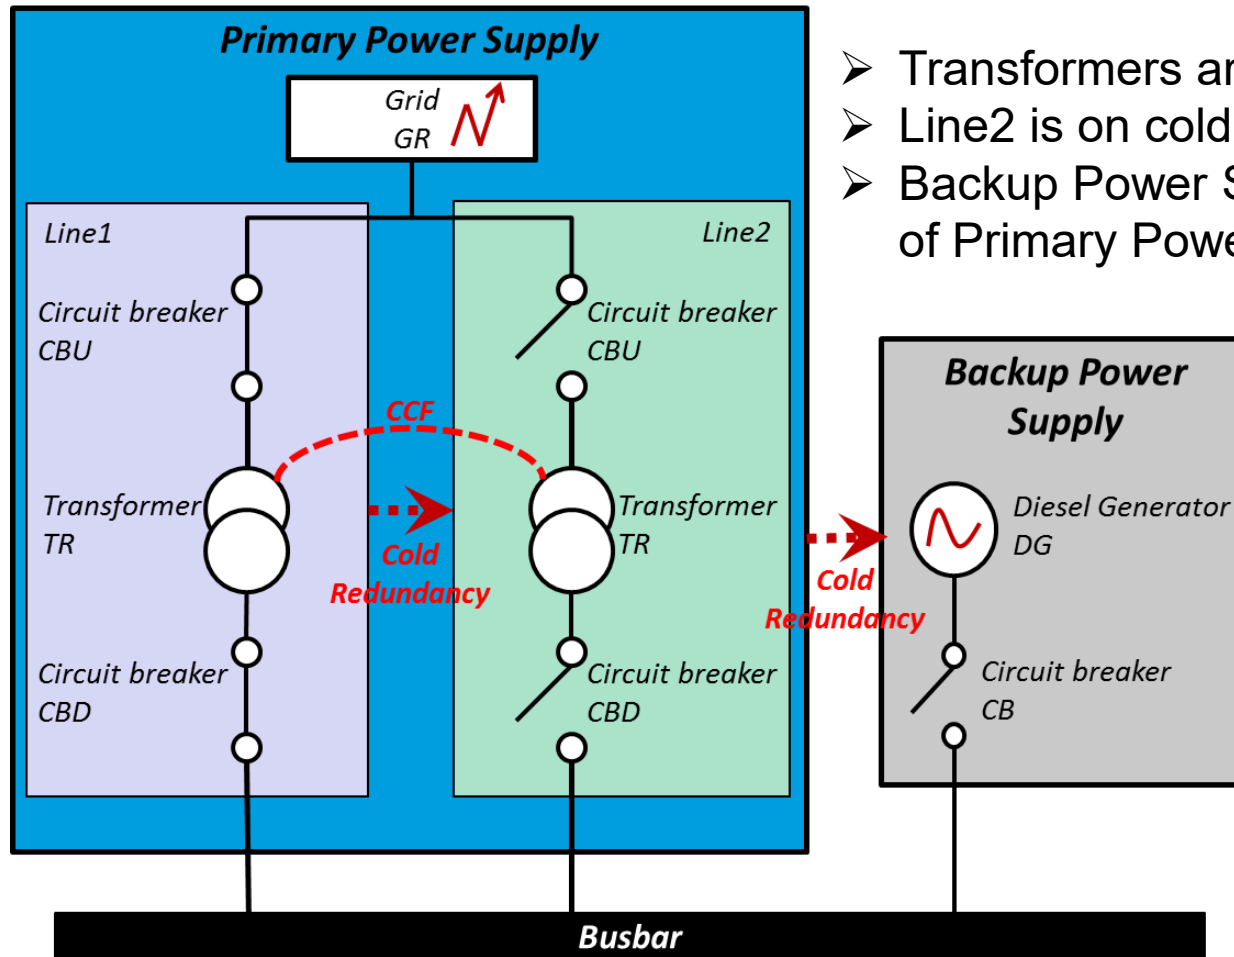 Primary Power Supply
Grid
GR
➢ Transformers
➢ Line2 is on cold
➢ Backup Power
of Primary
Line1
Line2
Circuit breaker
CBU
Circuit breaker
CBU
CCF
Transformer
TR
Transformer
TR
Cold
Redundancy
Circuit breaker
CBD
Circuit breaker
CBD
Cold
Redundancy
Backup Power
Supply
Diesel Generator
DG
Circuit breaker
CB
Busbar